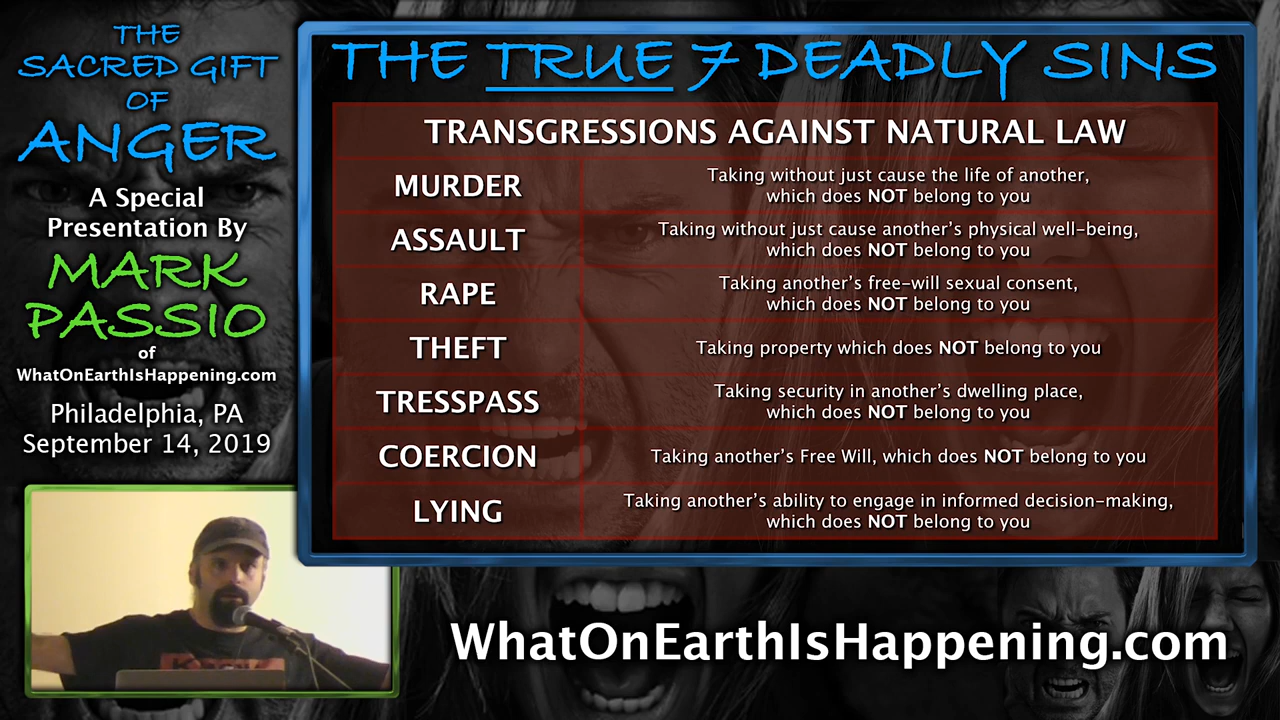 THE
SACRED GIFT
OF
ANGER
A Special
Presentation By
MARK
PASSIO
of
WhatOnEarthIsHappening.com
Philadelphia, PA
September 14, 2019
THE TRUE 7 DEADLY SINS
TRANSGRESSIONS AGAINST NATURAL LAW
MURDER
Taking without just cause the life of another,
which does NOT belong to you
ASSAULT
Taking without just cause another's physical well-being,
which does NOT belong to you
RAPE
Taking another's free-will sexual consent,
which does NOT belong to you
THEFT
Taking property which does NOT belong to you
TRESSPASS
Taking security in another's dwelling place,
which does NOT belong to you
COERCION
Taking another's Free Will, which does NOT belong to you
LYING
Taking another's ability to engage in informed decision-making,
which does NOT belong to you
WhatOnEarthIsHappening.com